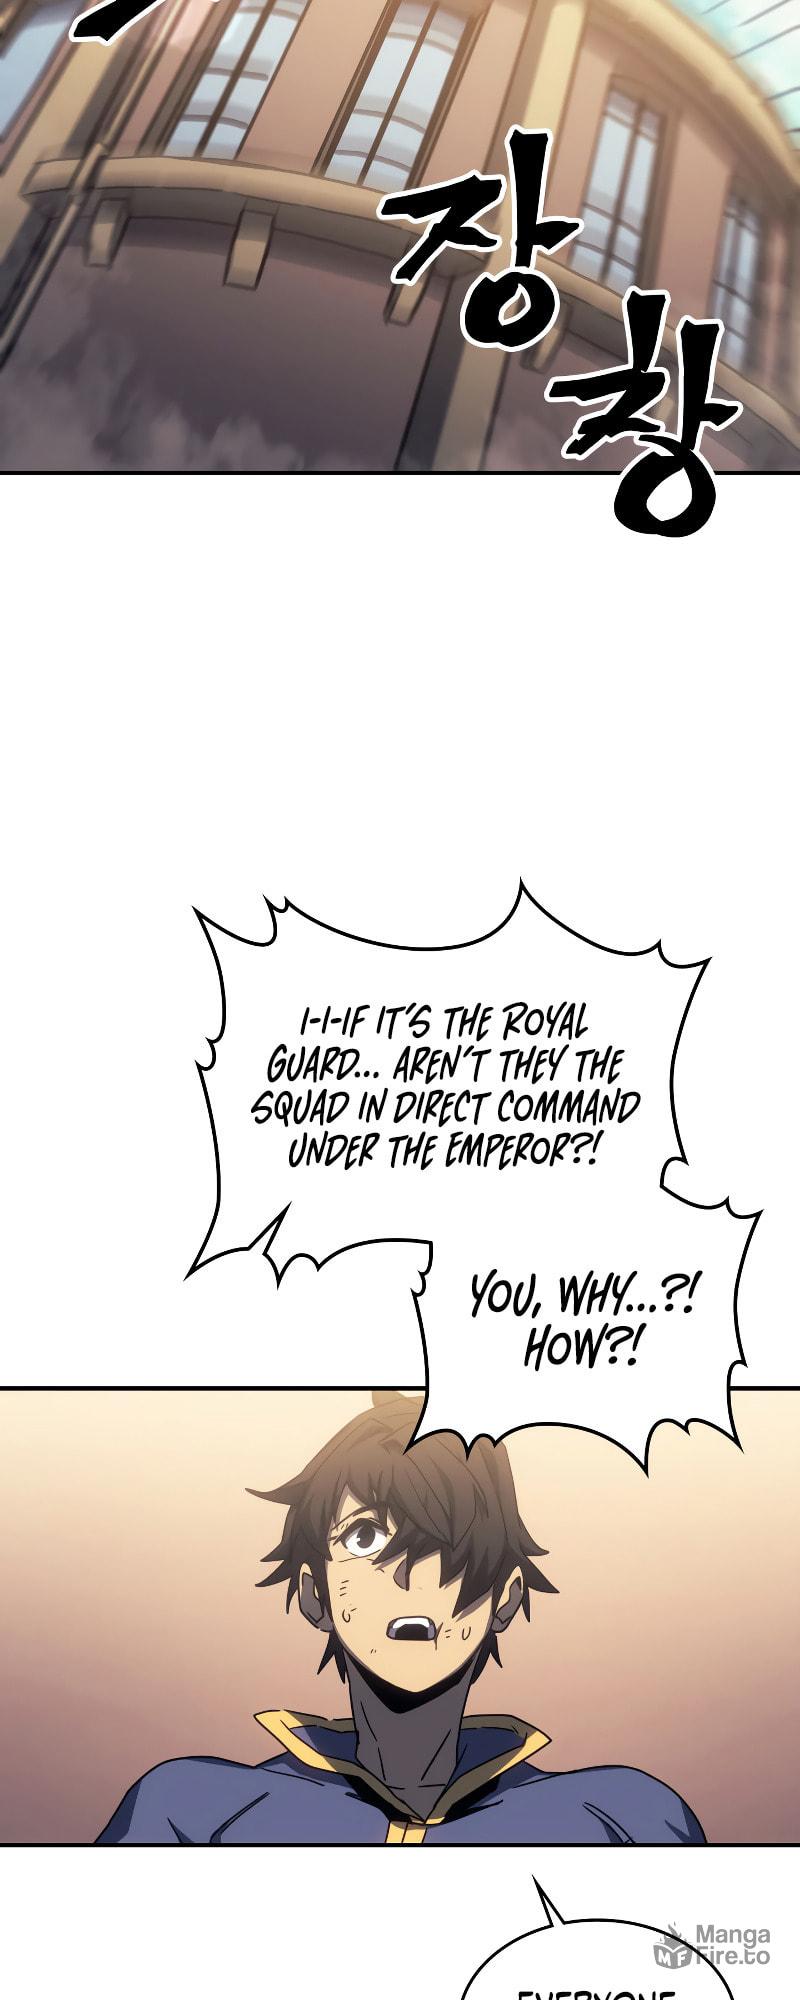 장
창
I-I-IF IT'S THE ROYAL
GUARD... AREN'T THEY THE
SQUAD IN DIRECT COMMAND
UNDER THE EMPEROR?!
YOU, WHY...?!
HOW?!
Manga
Fire.to
EVERYONE